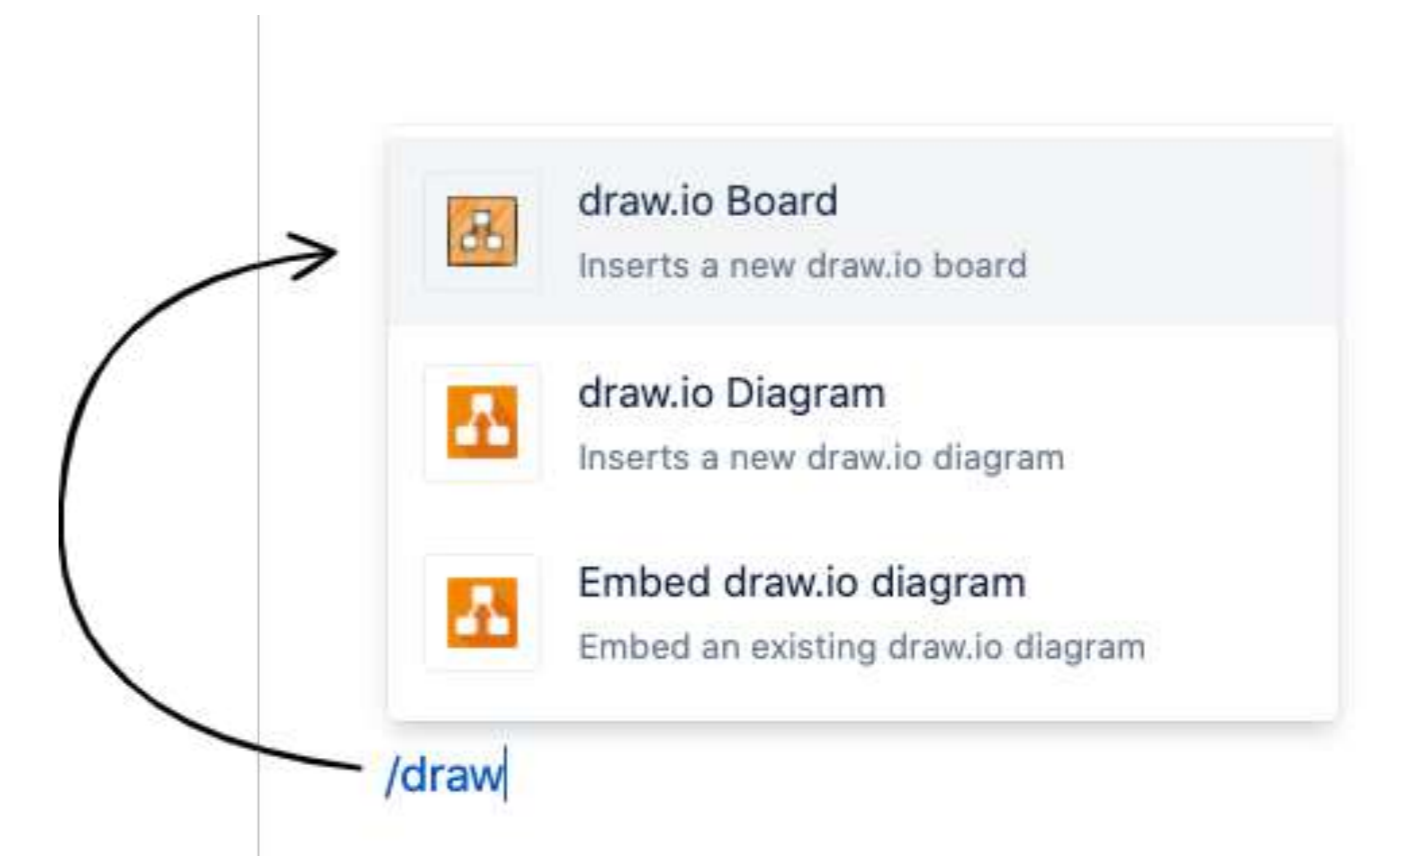 draw.io Board
Inserts a new draw.io board
draw.io Diagram
Inserts a new draw.io diagram
Embed draw.io diagram
Embed an existing draw.io diagram
/draw